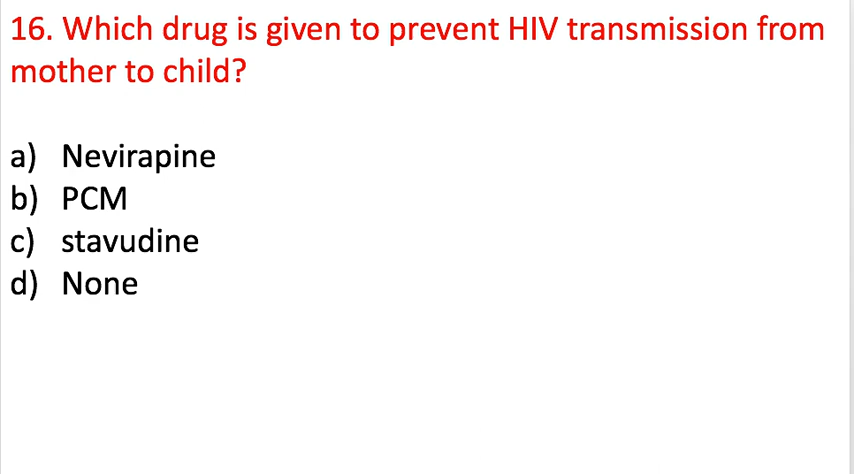 16. Which drug is given to prevent HIV transmission from
mother to child?
a) Nevirapine
b) PCM
c) stavudine
d) None